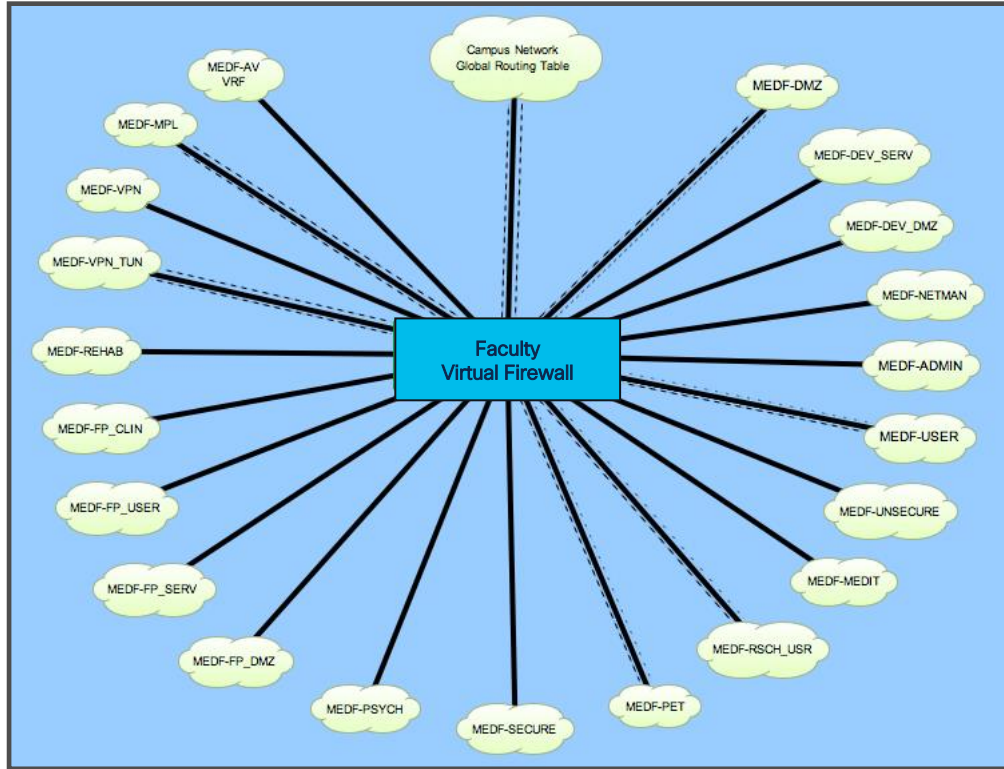 Campus Network
Global Routing Table
MEDF-AV
VRF
MEDF-DMZ
MEDF-MPL
MEDF-DEV_SERV
MEDF-VPN
MEDF-DEV_DMZ
MEDF-VPN_TUN
MEDF-NETMAN
Faculty
Virtual Firewall
MEDF-REHAB
MEDF-ADMIN
MEDF-FP_CLIN
MEDF-USER
MEDF-FP_USER
MEDF-UNSECURE
MEDF-FP_SERV
MEDF-MEDIT
MEDF-RSCH_USR
MEDF-FP_DMZ
MEDF-PSYCH
MEDF-PET
MEDF-SECURE